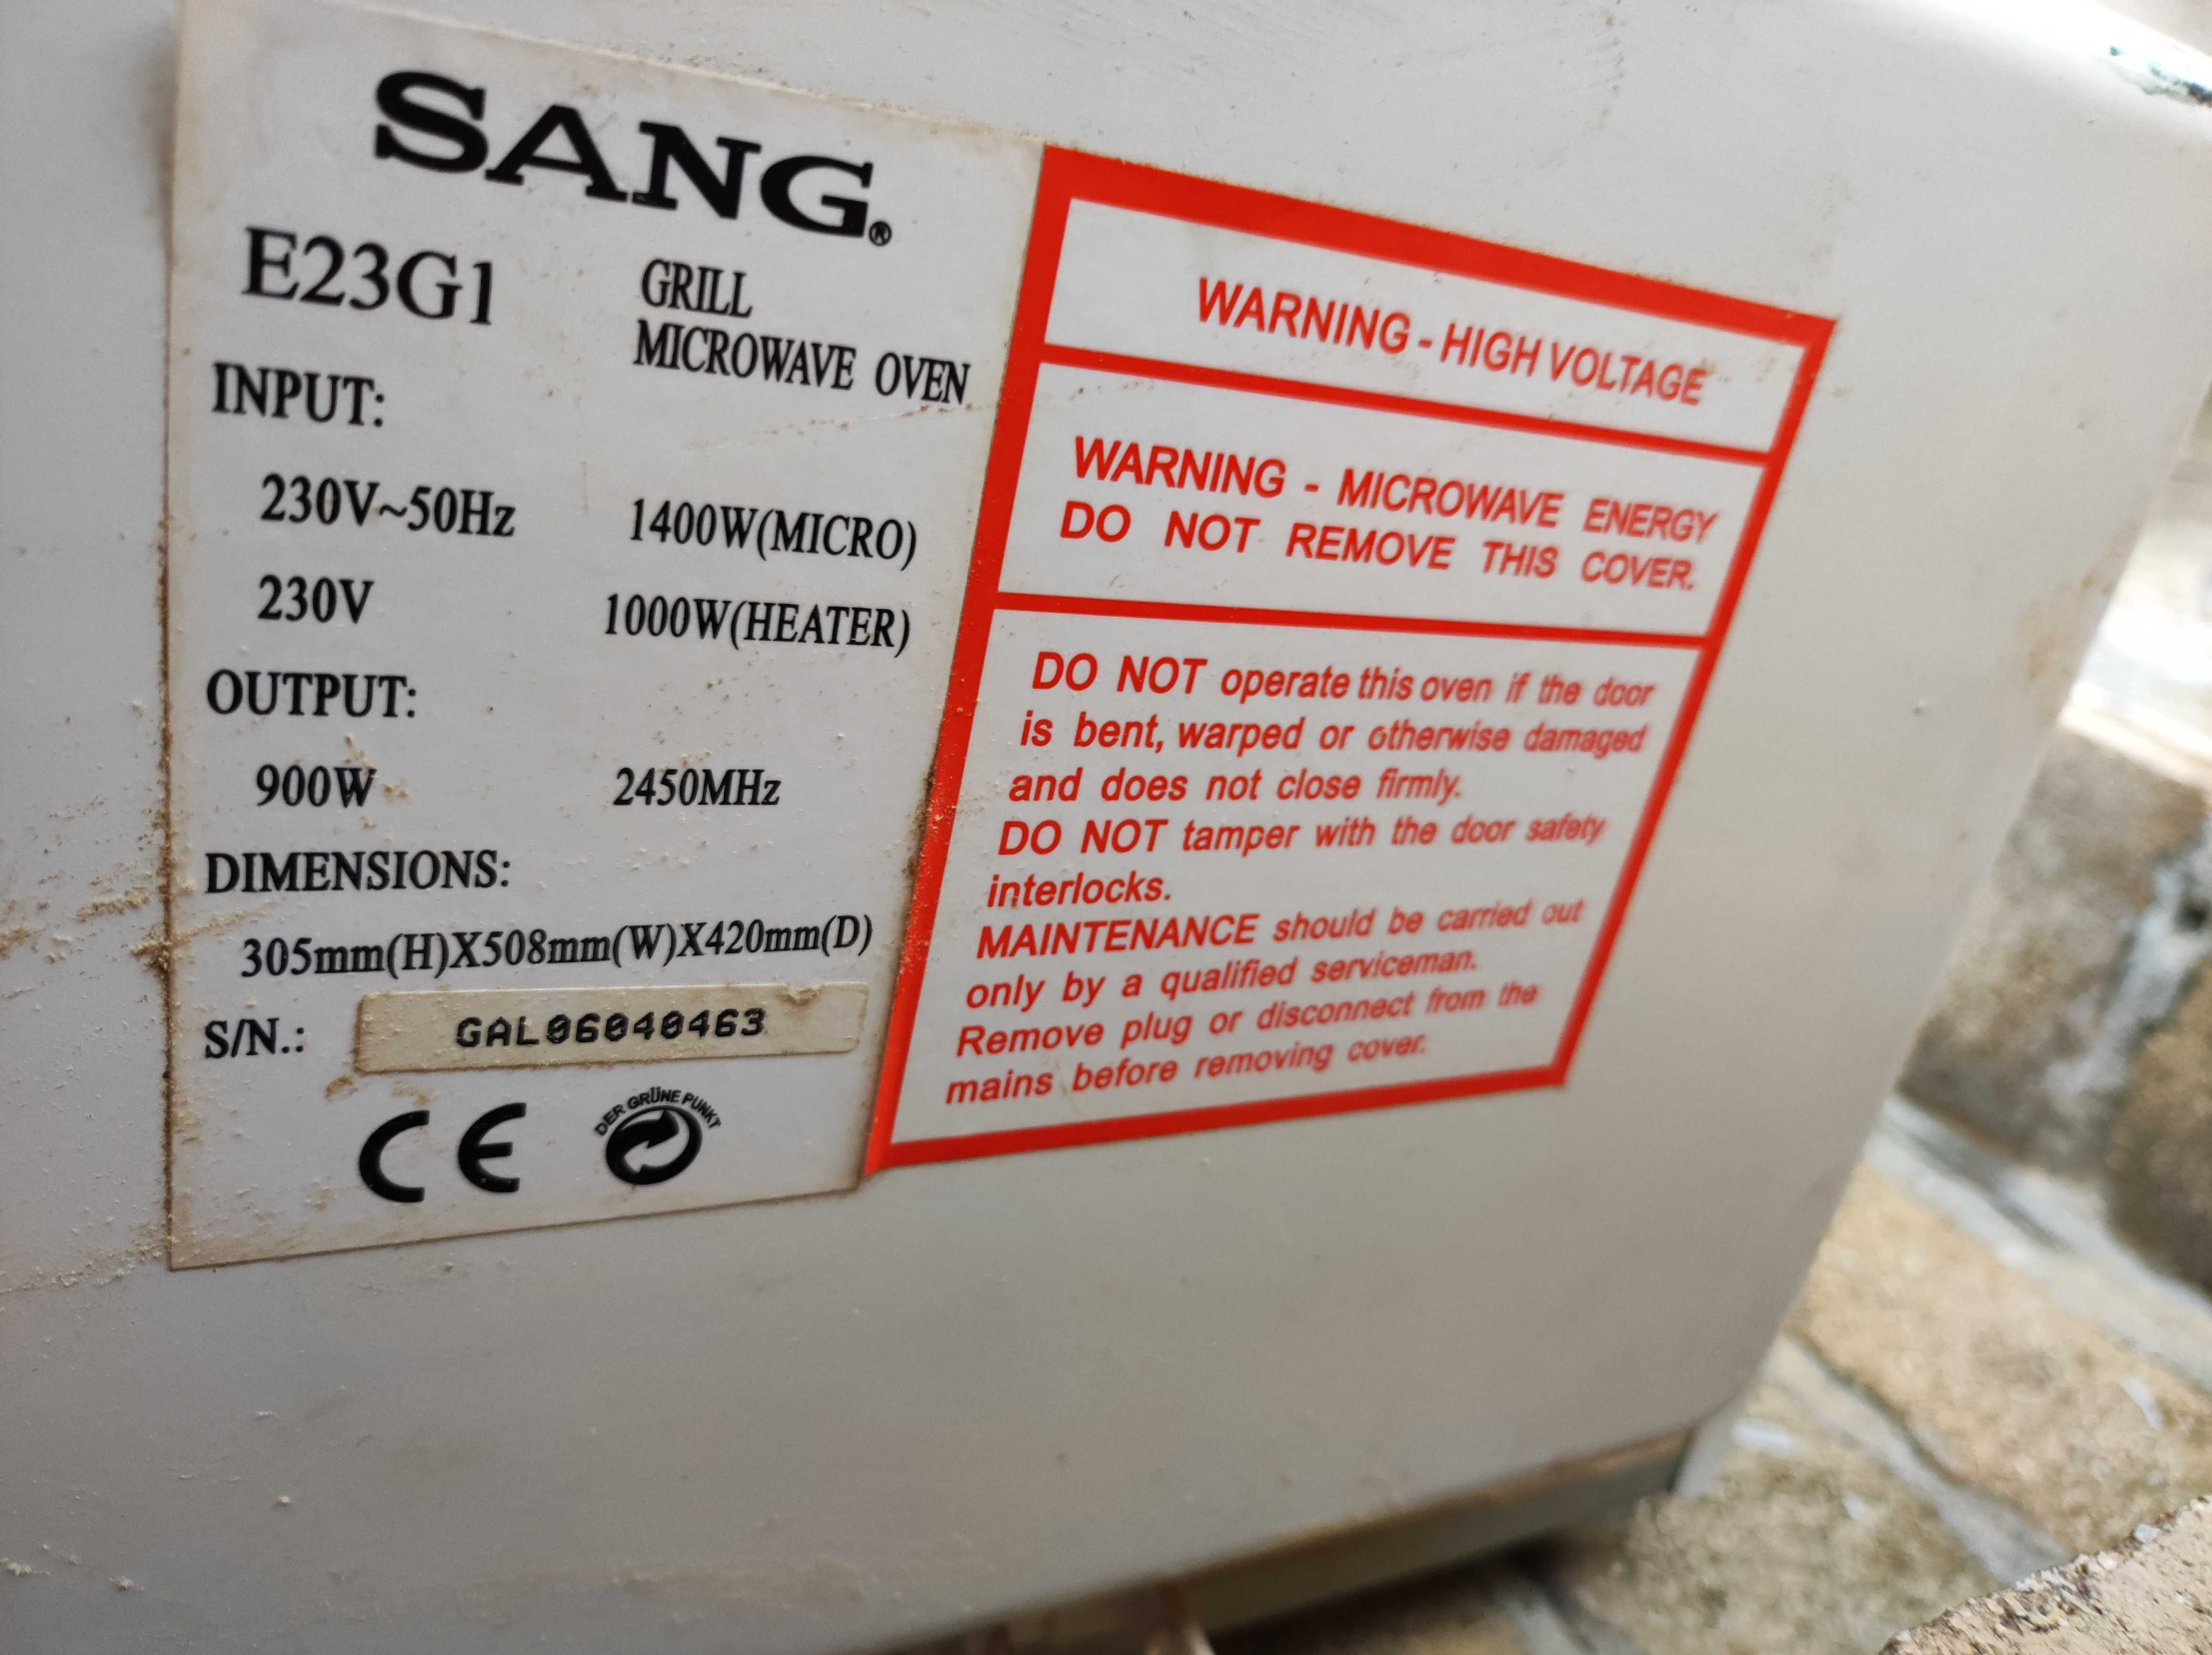 SANG®
E23G1
GRILL
MICROWAVE OVEN
INPUT:
230V~50Hz 1400W(MICRO)
230V 1000W(HEATER)
OUTPUT:
900W 2450MHz
DIMENSIONS:
305mm(H)X508mm(W)X420mm(D)
S/N.: GAL06040463
CE DER GRÜNE PUNKT
WARNING - HIGH VOLTAGE
WARNING - MICROWAVE ENERGY
DO NOT REMOVE THIS COVER.
DO NOT operate this oven if the door
is bent, warped or otherwise damaged
and does not close firmly.
DO NOT tamper with the door safety
interlocks.
MAINTENANCE should be carried out
only by a qualified serviceman.
Remove plug or disconnect from the
mains before removing cover.